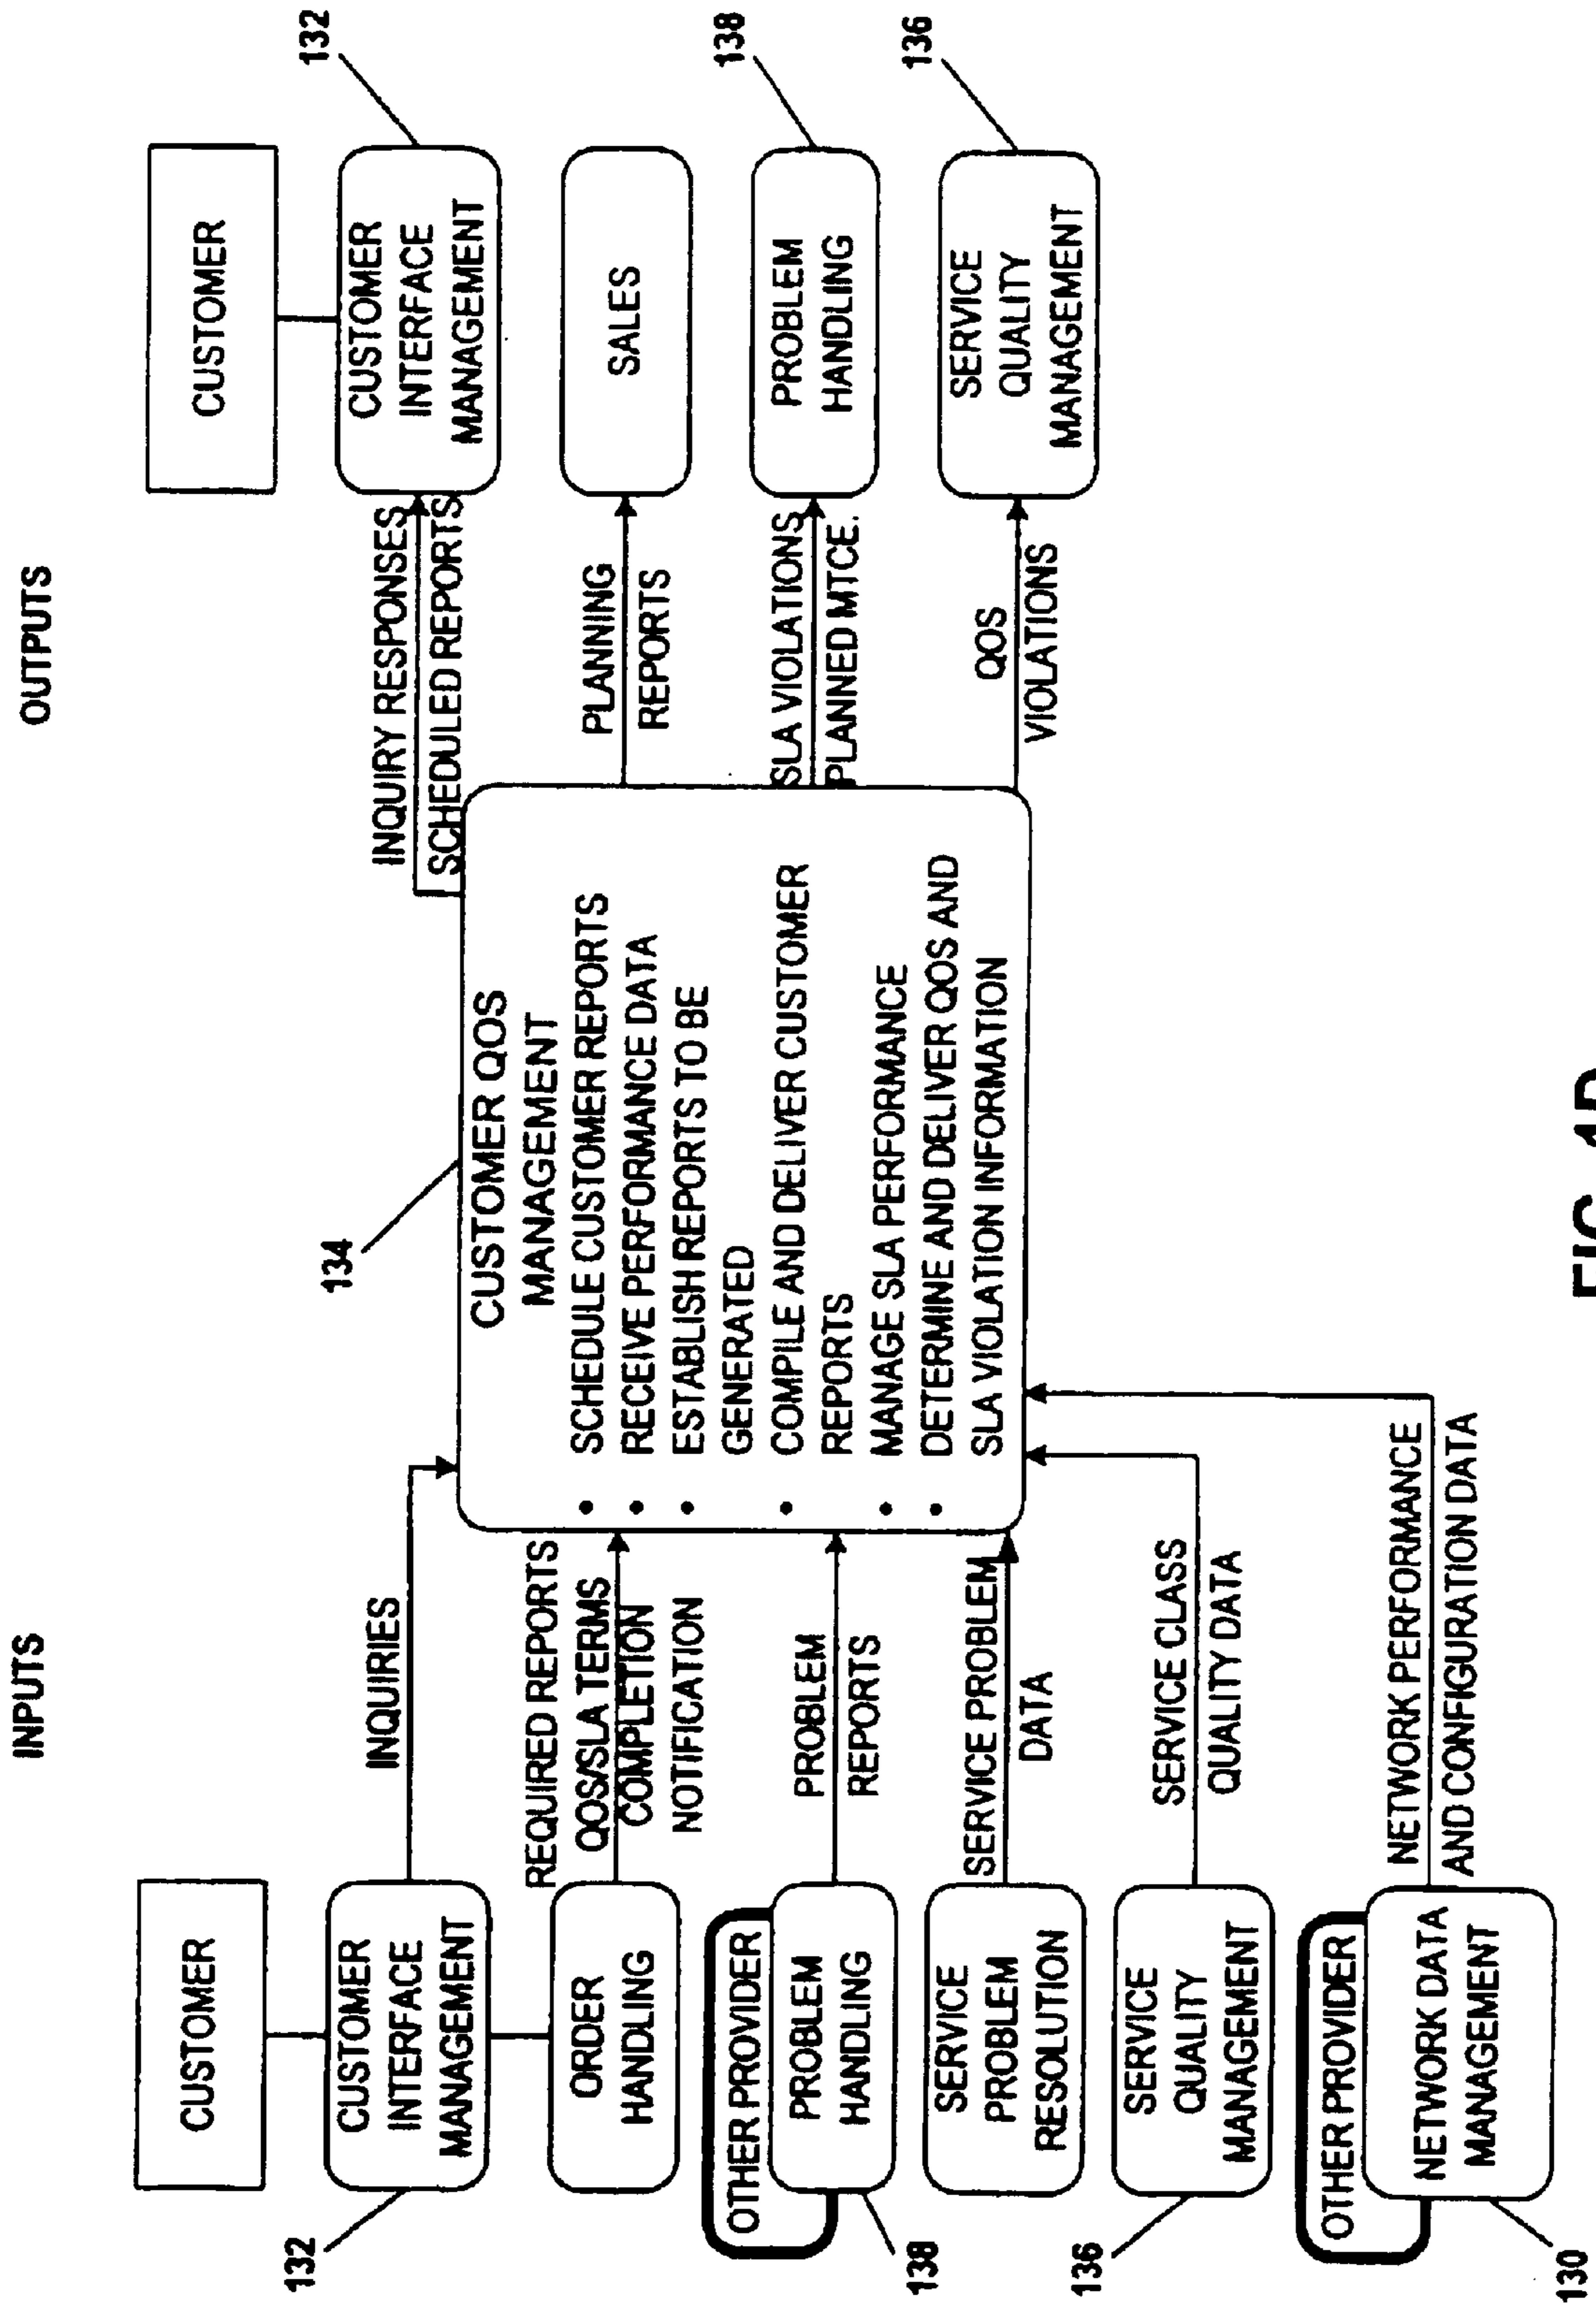 INPUTS
OUTPUTS
CUSTOMER
132
CUSTOMER
INTERFACE
MANAGEMENT
INQUIRIES
ORDER
HANDLING
REQUIRED REPORTS
QOS/SLA TERMS
COMPLETION
NOTIFICATION
OTHER PROVIDER
PROBLEM
HANDLING
138
PROBLEM
REPORTS
SERVICE
PROBLEM
RESOLUTION
SERVICE PROBLEM
DATA
SERVICE
QUALITY
MANAGEMENT
136
SERVICE CLASS
QUALITY DATA
OTHER PROVIDER
NETWORK DATA
MANAGEMENT
130
NETWORK PERFORMANCE
AND CONFIGURATION DATA
134
CUSTOMER QOS
MANAGEMENT
• SCHEDULE CUSTOMER REPORTS
• RECEIVE PERFORMANCE DATA
• ESTABLISH REPORTS TO BE
GENERATED
• COMPILE AND DELIVER CUSTOMER
REPORTS
• MANAGE SLA PERFORMANCE
• DETERMINE AND DELIVER QOS AND
SLA VIOLATION INFORMATION
INQUIRY RESPONSES
SCHEDULED REPORTS
PLANNING
REPORTS
SLA VIOLATIONS
PLANNED MTCE.
QOS
VIOLATIONS
CUSTOMER
CUSTOMER
INTERFACE
MANAGEMENT
132
SALES
PROBLEM
HANDLING
138
SERVICE
QUALITY
MANAGEMENT
136
FIG.